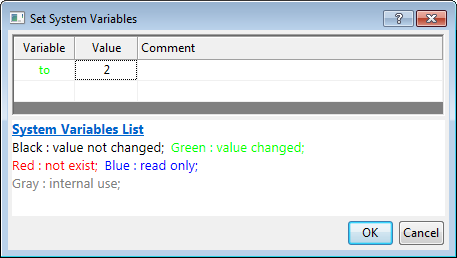 Set System Variables
Variable Value Comment
to 2
System Variables List
Black : value not changed; Green : value changed;
Red : not exist; Blue : read only;
Gray : internal use;
OK Cancel